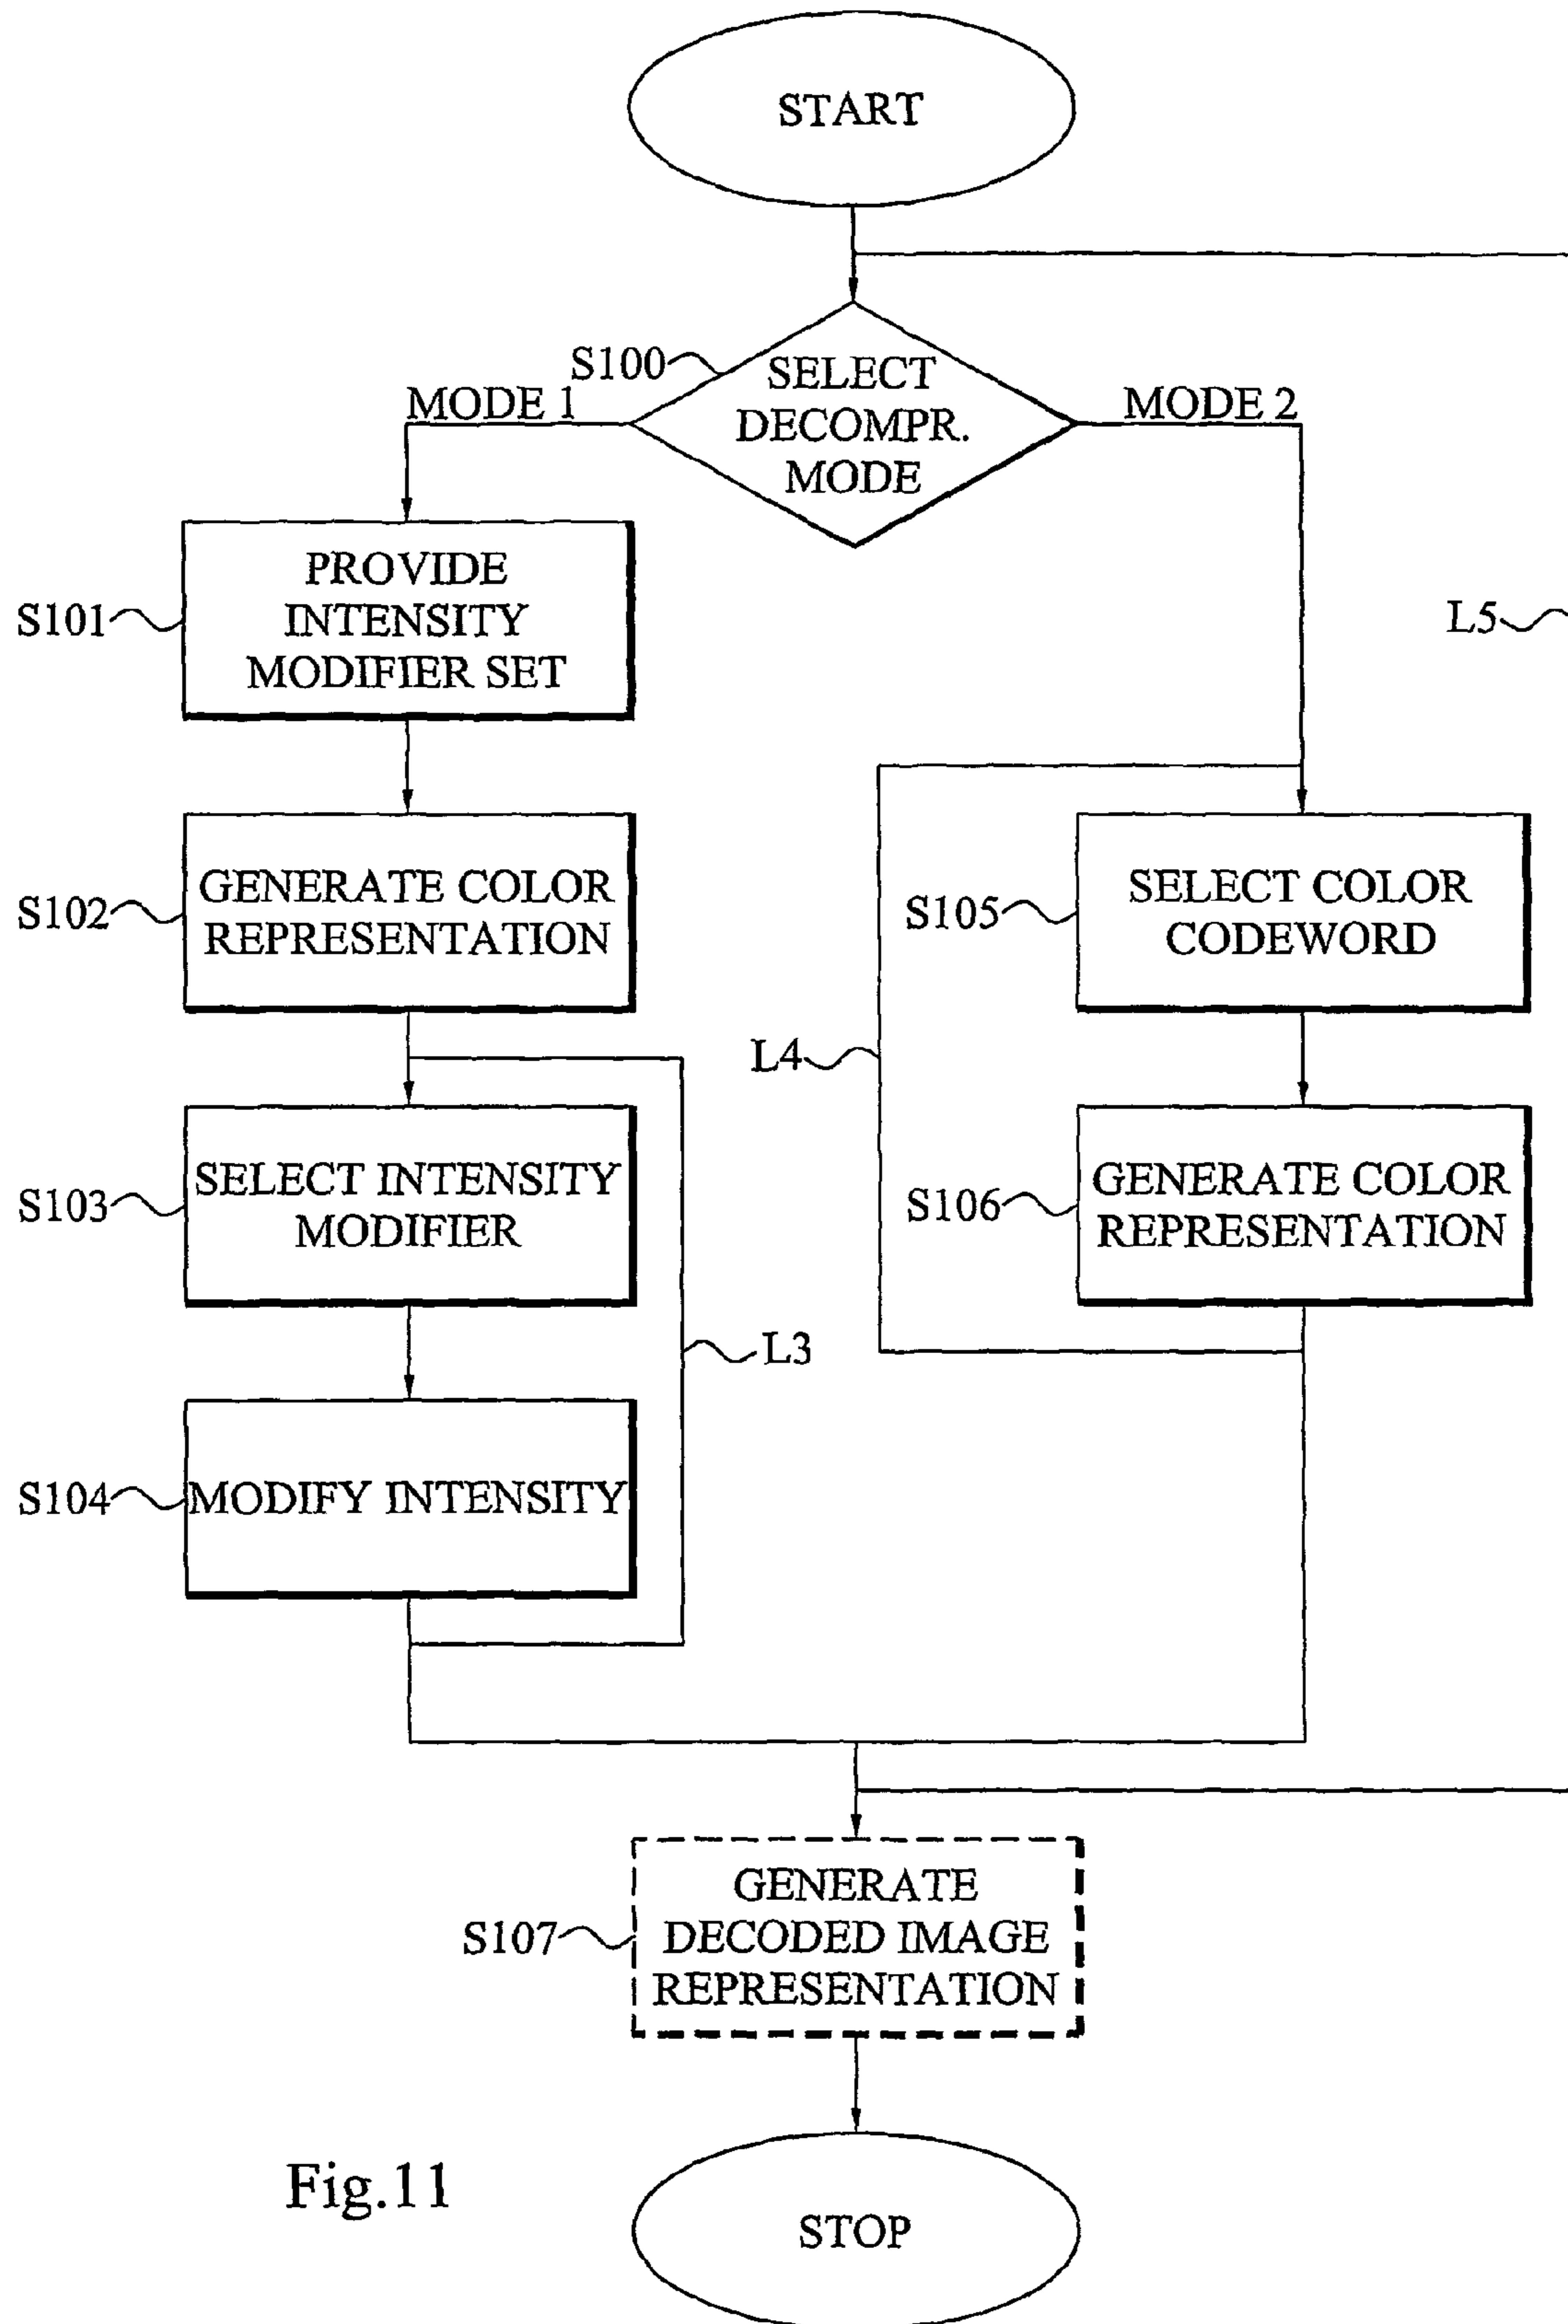 START
S100
SELECT
DECOMPR.
MODE
MODE 1
MODE 2
S101
PROVIDE
INTENSITY
MODIFIER SET
L5
S102
GENERATE COLOR
REPRESENTATION
S105
SELECT COLOR
CODEWORD
L4
S103
SELECT INTENSITY
MODIFIER
S106
GENERATE COLOR
REPRESENTATION
L3
S104
MODIFY INTENSITY
S107
GENERATE
DECODED IMAGE
REPRESENTATION
Fig.11
STOP